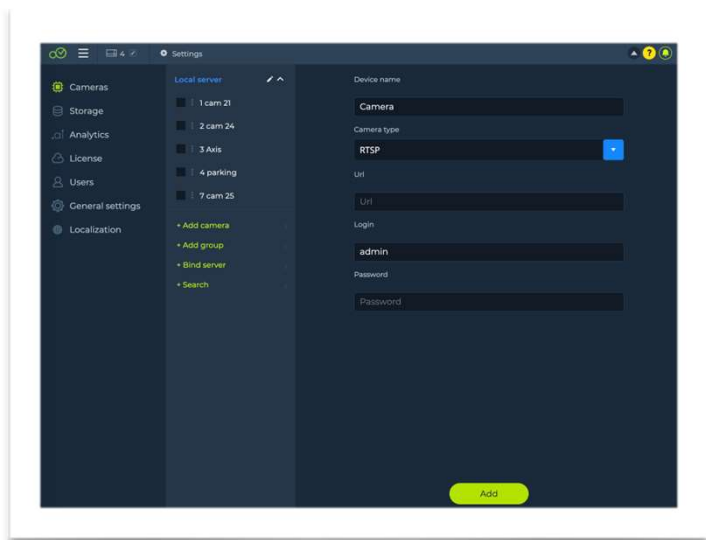 4
Settings
Cameras
Storage
Analytics
License
Users
General settings
Localization
Local server
1 cam 21
2 cam 24
3 Axis
4 parking
7 cam 25
+ Add camera
+ Add group
+ Bind server
+ Search
Device name
Camera
Camera type
RTSP
Url
Url
Login
admin
Password
Password
Add
?